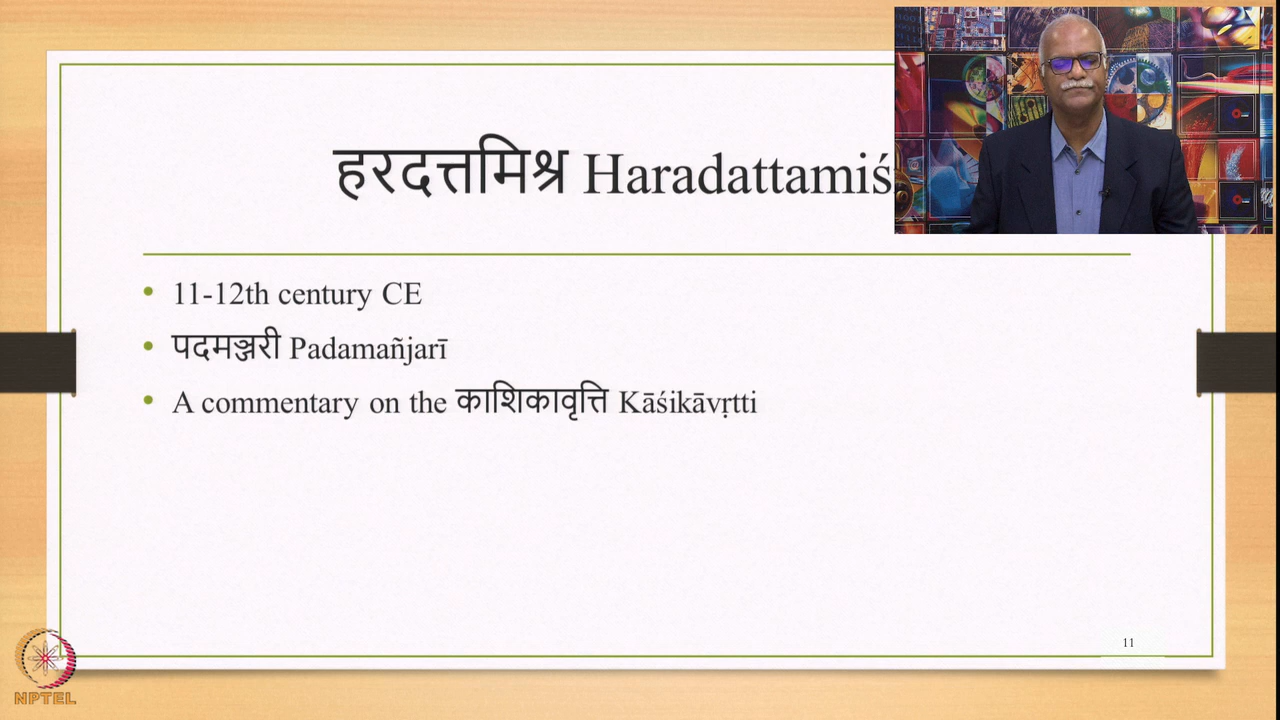 हरदत्तमिश्र Haradattamiś
• 11-12th century CE
• पदमञ्जरी Padamañjarī
• A commentary on the काशिकावृत्ति Kāśikāvṛtti
11
NPTEL